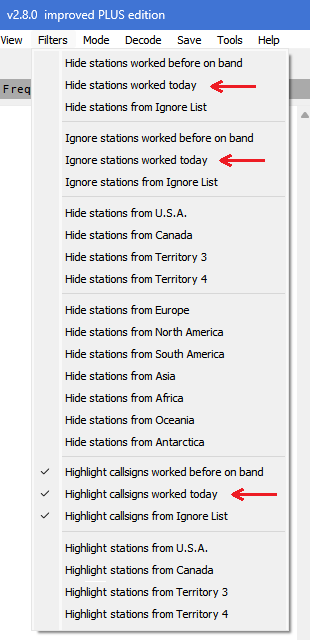 v2.8.0 improved PLUS edition
View Filters Mode Decode Save Tools Help
Freq
Hide stations worked before on band
Hide stations worked today
Hide stations from Ignore List
Ignore stations worked before on band
Ignore stations worked today
Ignore stations from Ignore List
Hide stations from U.S.A.
Hide stations from Canada
Hide stations from Territory 3
Hide stations from Territory 4
Hide stations from Europe
Hide stations from North America
Hide stations from South America
Hide stations from Asia
Hide stations from Africa
Hide stations from Oceania
Hide stations from Antarctica
Highlight callsigns worked before on band
Highlight callsigns worked today
Highlight callsigns from Ignore List
Highlight stations from U.S.A.
Highlight stations from Canada
Highlight stations from Territory 3
Highlight stations from Territory 4